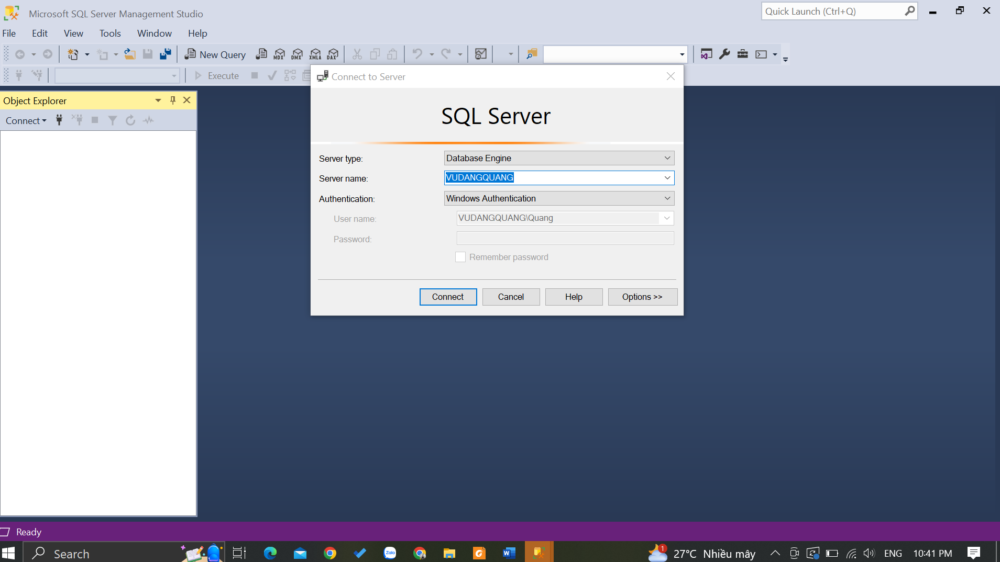 Microsoft SQL Server Management Studio
Quick Launch (Ctrl+Q)
File Edit View Tools Window Help
New Query MDX DMX XMLA DAX
Execute
Connect to Server
Object Explorer
Connect
SQL Server
Server type: Database Engine
Server name: VUDANGQUANG
Authentication: Windows Authentication
User name: VUDANGQUANG\Quang
Password:
Remember password
Connect Cancel Help Options >>
Ready
Search Zalo W 1 27°C Nhiều mây ENG 10:41 PM